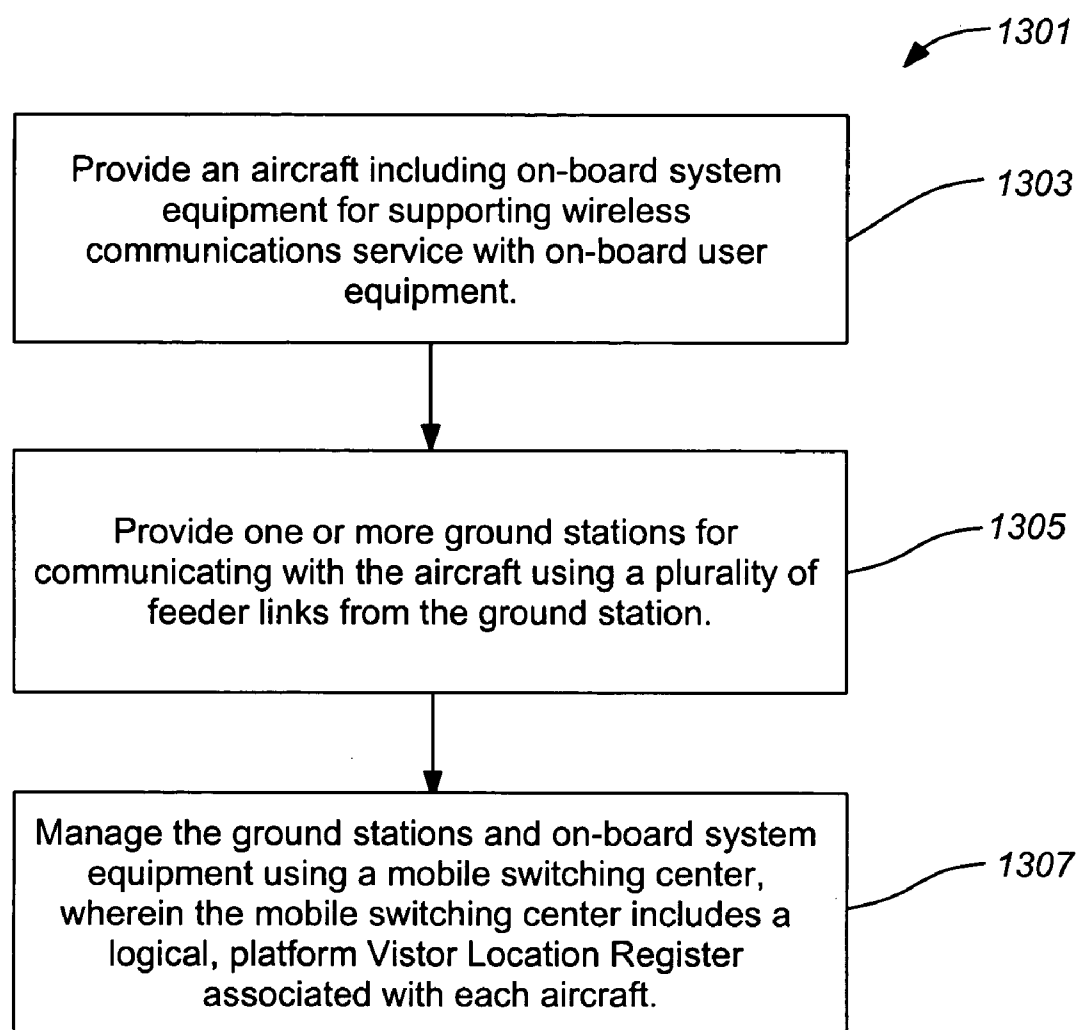 1301
Provide an aircraft including on-board system
equipment for supporting wireless
communications service with on-board user
equipment.
1303
Provide one or more ground stations for
communicating with the aircraft using a plurality of
feeder links from the ground station.
1305
Manage the ground stations and on-board system
equipment using a mobile switching center,
wherein the mobile switching center includes a
logical, platform Vistor Location Register
associated with each aircraft.
1307